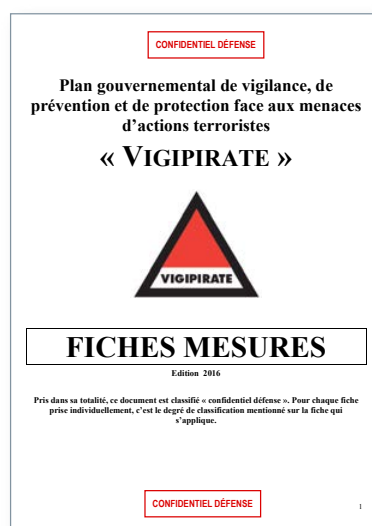 CONFIDENTIEL DÉFENSE
Plan gouvernemental de vigilance, de
prévention et de protection face aux menaces
d’actions terroristes
« VIGIPIRATE »
VIGIPIRATE
FICHES MESURES
Edition 2016
Pris dans sa totalité, ce document est classifié « confidentiel défense ». Pour chaque fiche
prise individuellement, c’est le degré de classification mentionné sur la fiche qui
s’applique.
CONFIDENTIEL DÉFENSE
1